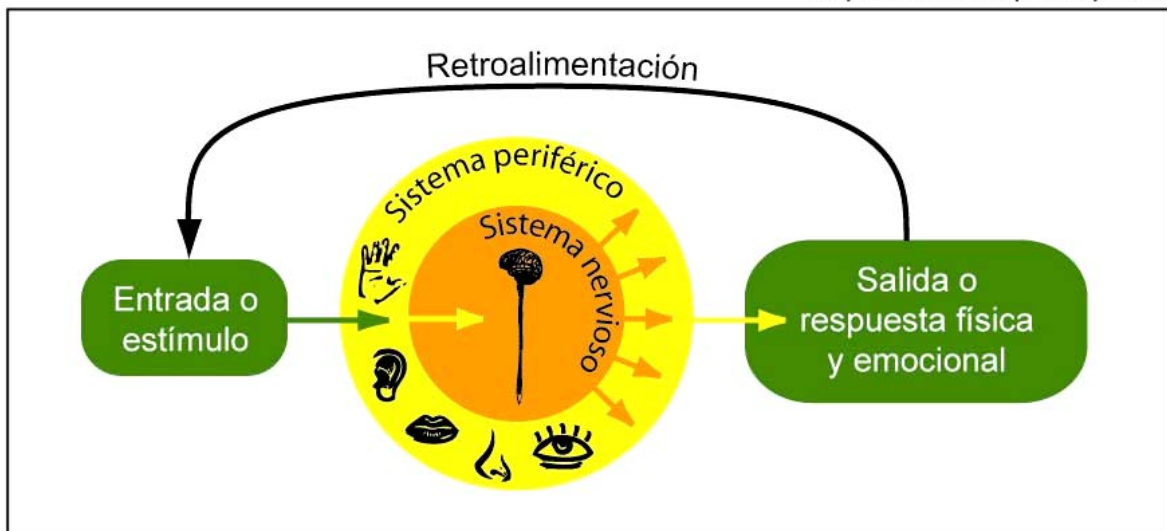 Retroalimentación
Sistema periférico
Sistema nervioso
Entrada o
estímulo
Salida o
respuesta física
y emocional